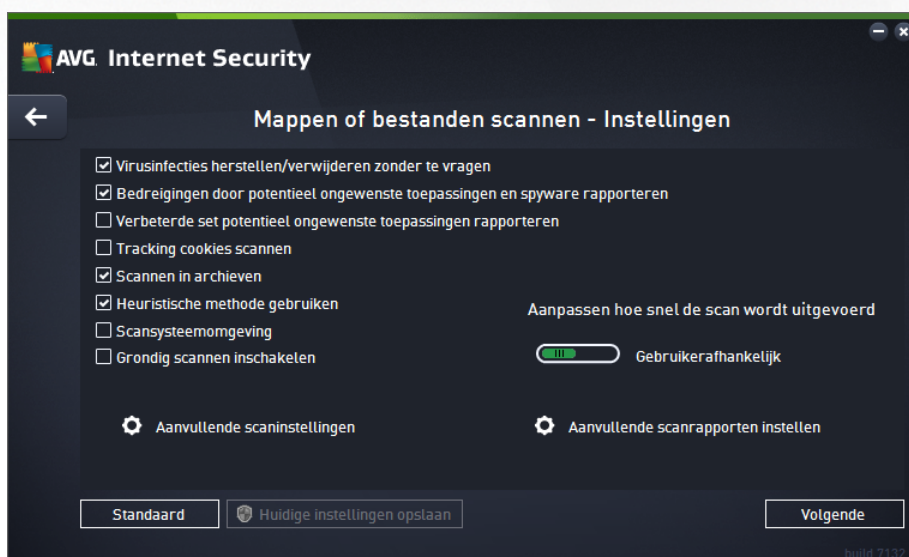 AVG. Internet Security
Mappen of bestanden scannen - Instellingen
Virusinfecties herstellen/verwijderen zonder te vragen
Bedreigingen door potentieel ongewenste toepassingen en spyware rapporteren
Verbeterde set potentieel ongewenste toepassingen rapporteren
Tracking cookies scannen
Scannen in archieven
Heuristische methode gebruiken
Scansysteemomgeving
Grondig scannen inschakelen
Aanpassen hoe snel de scan wordt uitgevoerd
Gebruikerafhankelijk
Aanvullende scaninstellingen
Aanvullende scanrapporten instellen
Standaard
Huidige instellingen opslaan
Volgende
build 7132